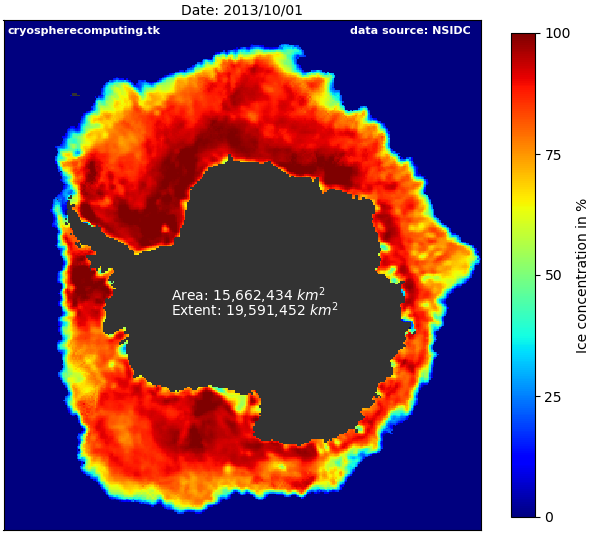 Date: 2013/10/01
cryospherecomputing.tk
data source: NSIDC
100
75
50
25
0
Ice concentration in %
Area: 15,662,434 km²
Extent: 19,591,452 km²